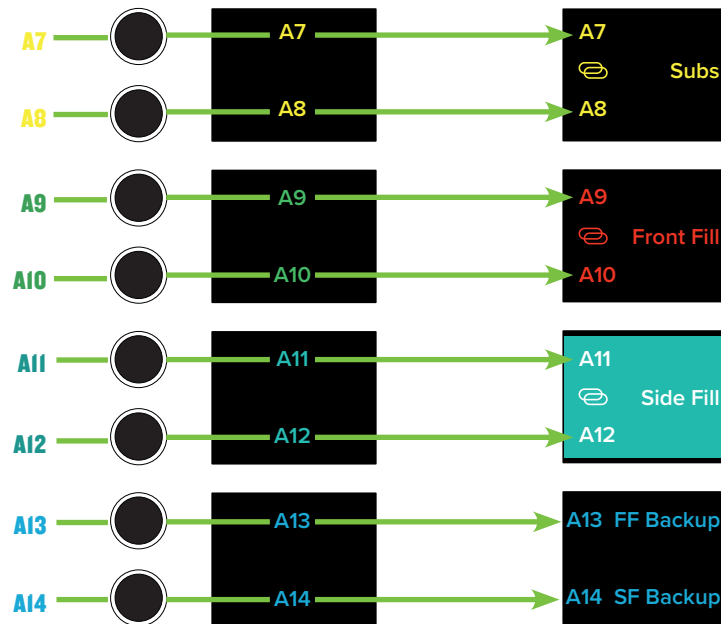 A7 A7 A7
Subs
A8 A8 A8
A9 A9 A9
Front Fill
A10 A10 A10
A11 A11 A11
Side Fill
A12 A12 A12
A13 A13 A13 FF Backup
A14 A14 A14 SF Backup